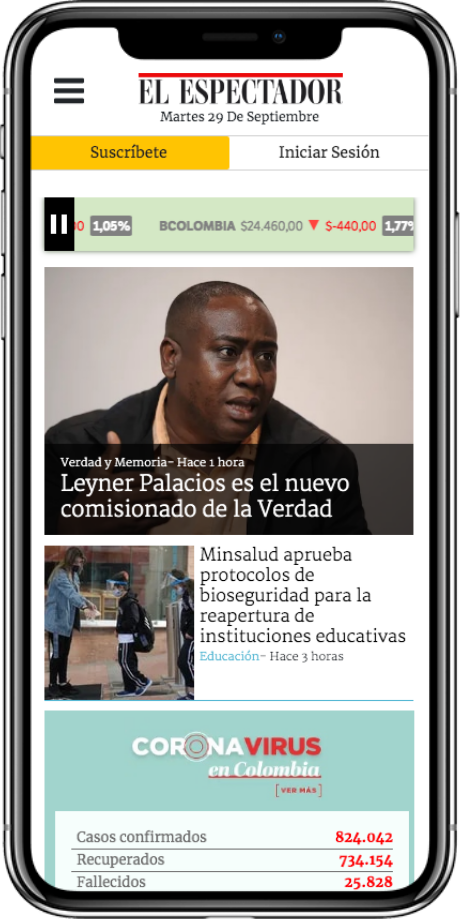 EL ESPECTADOR
Martes 29 De Septiembre
Suscríbete
Iniciar Sesión
00 1,05% BCOLOMBIA $24.460,00 ▼ $-440,00 1,77%
Verdad y Memoria- Hace 1 hora
Leyner Palacios es el nuevo
comisionado de la Verdad
Minsalud aprueba
protocolos de
bioseguridad para la
reapertura de
instituciones educativas
Educación- Hace 3 horas
CORONAVIRUS
en Colombia
[VER MÁS]
Casos confirmados 824.042
Recuperados 734.154
Fallecidos 25.828